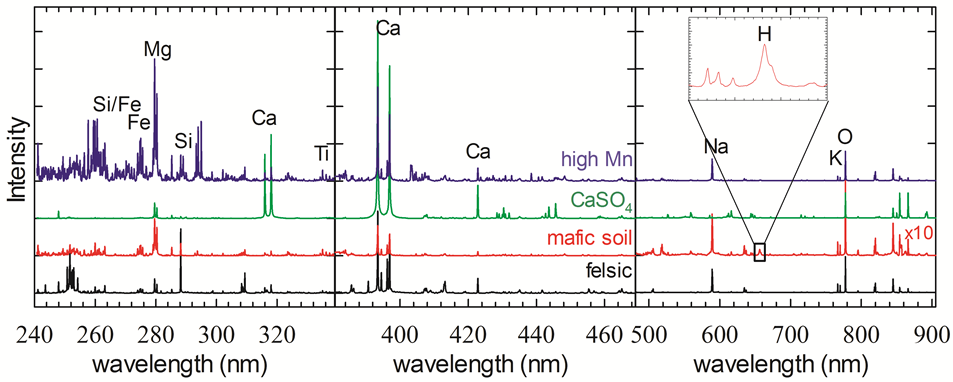 Intensity
Si/Fe
Fe
Mg
Si
Ca
Ti
Ca
Ca
high Mn
CaSO4
mafic soil
felsic
H
Na
K
O
x10
240 260 280 300 320
400 420 440 460
500 600 700 800 900
wavelength (nm) wavelength (nm) wavelength (nm)